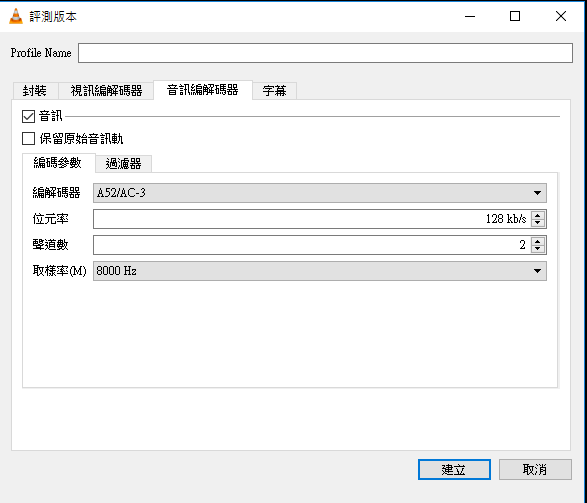 評測版本
Profile Name
封裝 視訊編解碼器 音訊編解碼器 字幕
音訊
保留原始音訊軌
編碼參數 過濾器
編解碼器 A52/AC-3
位元率 128 kb/s
聲道數 2
取樣率(M) 8000 Hz
建立 取消